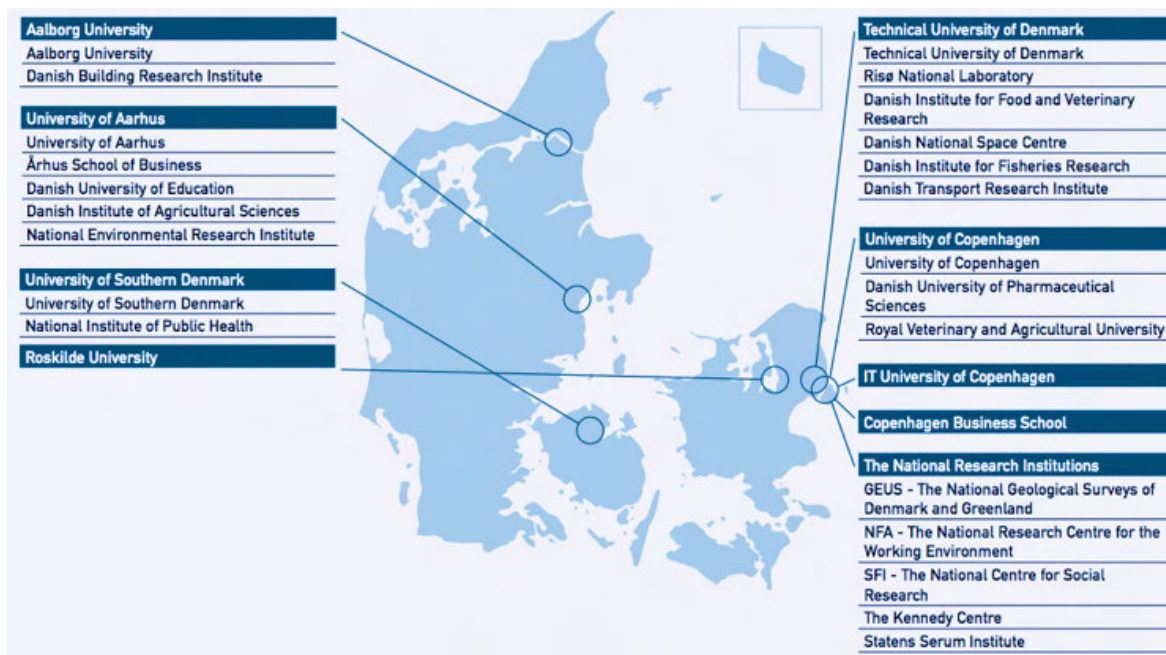 Aalborg University
Aalborg University
Danish Building Research Institute
University of Aarhus
University of Aarhus
Århus School of Business
Danish University of Education
Danish Institute of Agricultural Sciences
National Environmental Research Institute
University of Southern Denmark
University of Southern Denmark
National Institute of Public Health
Roskilde University
Technical University of Denmark
Technical University of Denmark
Risø National Laboratory
Danish Institute for Food and Veterinary
Research
Danish National Space Centre
Danish Institute for Fisheries Research
Danish Transport Research Institute
University of Copenhagen
University of Copenhagen
Danish University of Pharmaceutical
Sciences
Royal Veterinary and Agricultural University
IT University of Copenhagen
Copenhagen Business School
The National Research Institutions
GEUS - The National Geological Surveys of
Denmark and Greenland
NFA - The National Research Centre for the
Working Environment
SFI - The National Centre for Social
Research
The Kennedy Centre
Statens Serum Institute